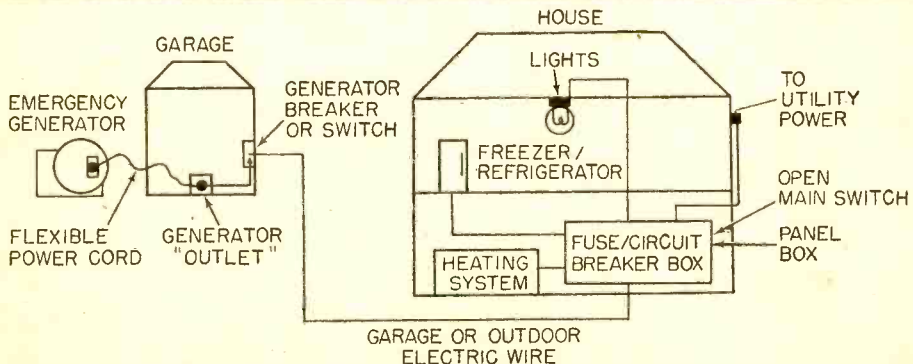 HOUSE
GARAGE
LIGHTS
GENERATOR
BREAKER
OR SWITCH
TO
UTILITY
POWER
EMERGENCY
GENERATOR
FREEZER/
REFRIGERATOR
OPEN
MAIN SWITCH
FLEXIBLE
POWER CORD
GENERATOR
"OUTLET"
HEATING
SYSTEM
FUSE/CIRCUIT
BREAKER BOX
PANEL
BOX
GARAGE OR OUTDOOR
ELECTRIC WIRE